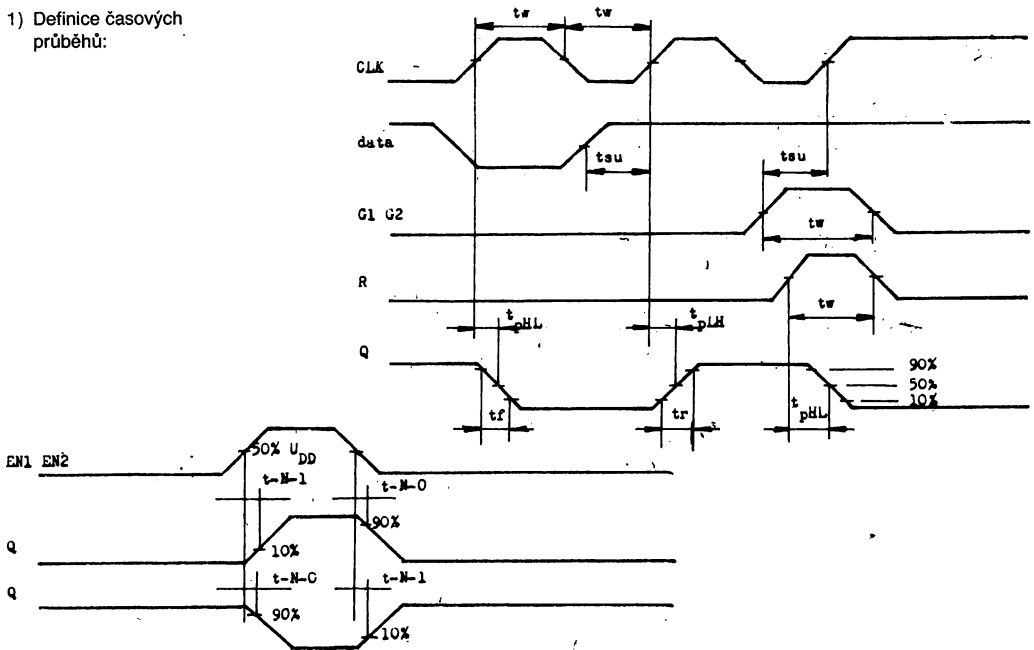 1) Definice časových
průběhů:
tw tw
CLK
data
tsu
tsu
G1 G2
tw
R
tw
tpHL
tpLH
Q
90%
50%
10%
tf
tr
tpHL
EN1 EN2
50% UDD
t-N-1
t-N-0
90%
Q
10%
t-N-0
t-N-1
Q
90%
10%